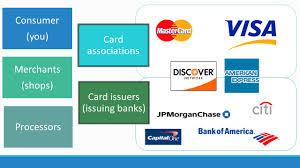 Consumer
(you)
Merchants
(shops)
Processors
Card
associations
Card issuers
(issuing banks)
MasterCard
VISA
DISCOVER
NETWORK
AMERICAN
EXPRESS
JPMorganChase
citi
Capital One
Bank of America